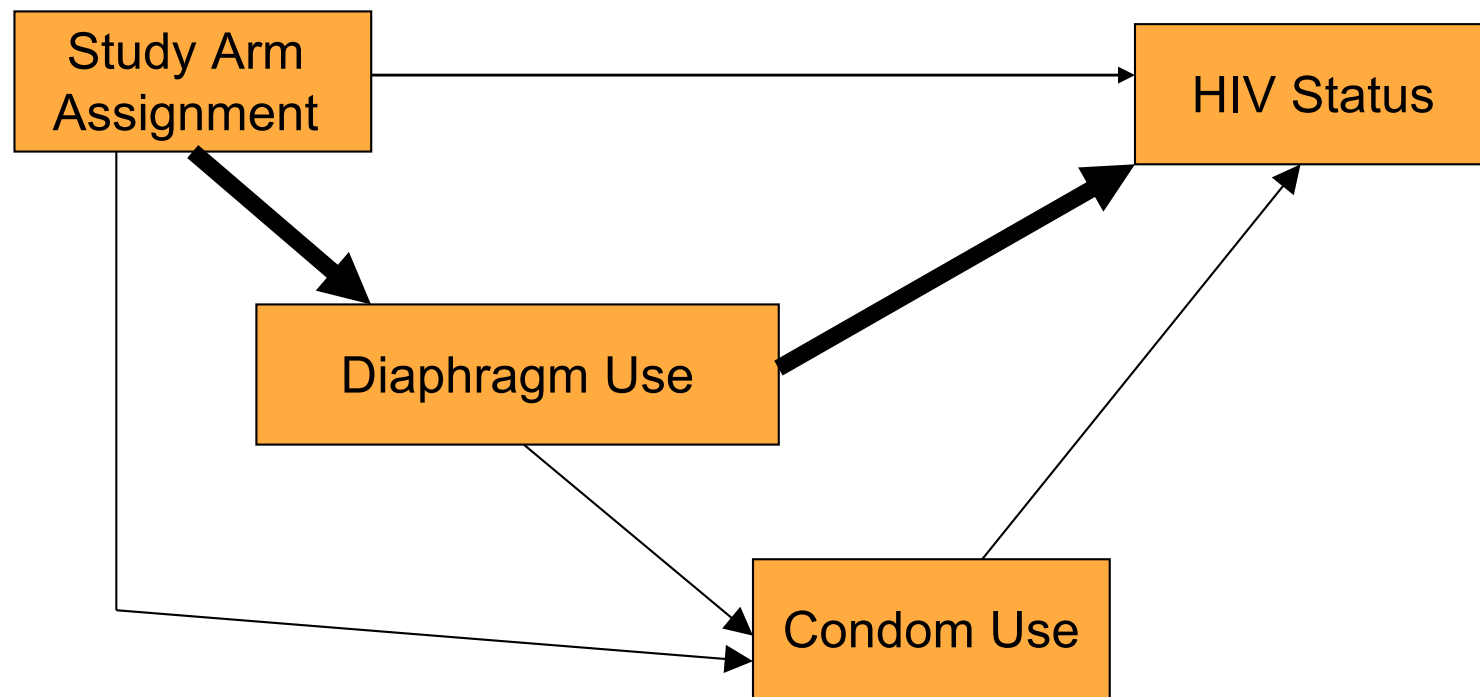 Study Arm
Assignment
HIV Status
Diaphragm Use
Condom Use